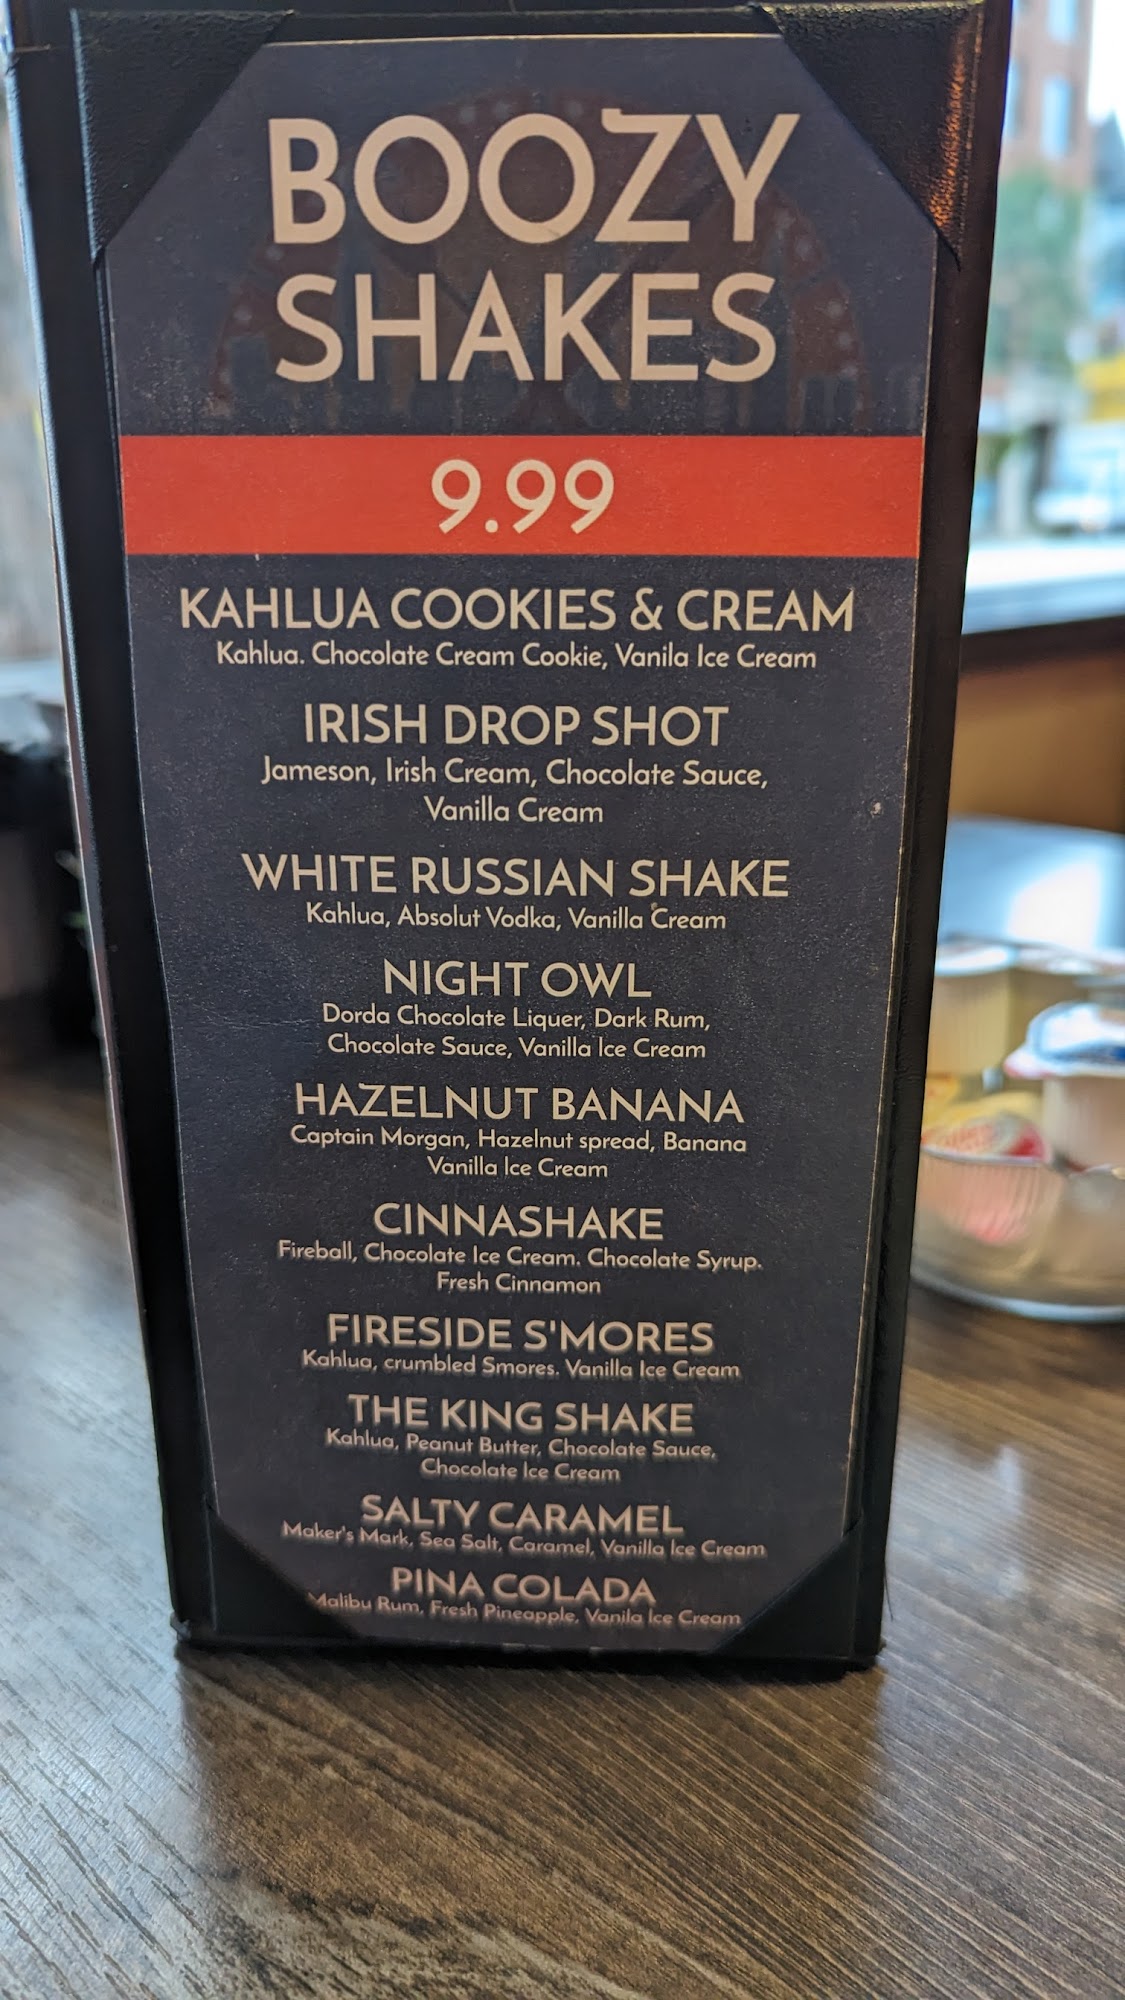 BOOZY
SHAKES
9.99
KAHLUA COOKIES & CREAM
Kahlua. Chocolate Cream Cookie, Vanila Ice Cream
IRISH DROP SHOT
Jameson, Irish Cream, Chocolate Sauce,
Vanilla Cream
WHITE RUSSIAN SHAKE
Kahlua, Absolut Vodka, Vanilla Cream
NIGHT OWL
Dorda Chocolate Liquer, Dark Rum,
Chocolate Sauce, Vanilla Ice Cream
HAZELNUT BANANA
Captain Morgan, Hazelnut spread, Banana
Vanilla Ice Cream
CINNASHAKE
Fireball, Chocolate Ice Cream. Chocolate Syrup.
Fresh Cinnamon
FIRESIDE S'MORES
Kahlua, crumbled Smores. Vanilla Ice Cream
THE KING SHAKE
Kahlua, Peanut Butter, Chocolate Sauce,
Chocolate Ice Cream
SALTY CARAMEL
Maker's Mark, Sea Salt, Caramel, Vanilla Ice Cream
PINA COLADA
Malibu Rum, Fresh Pineapple, Vanila Ice Cream